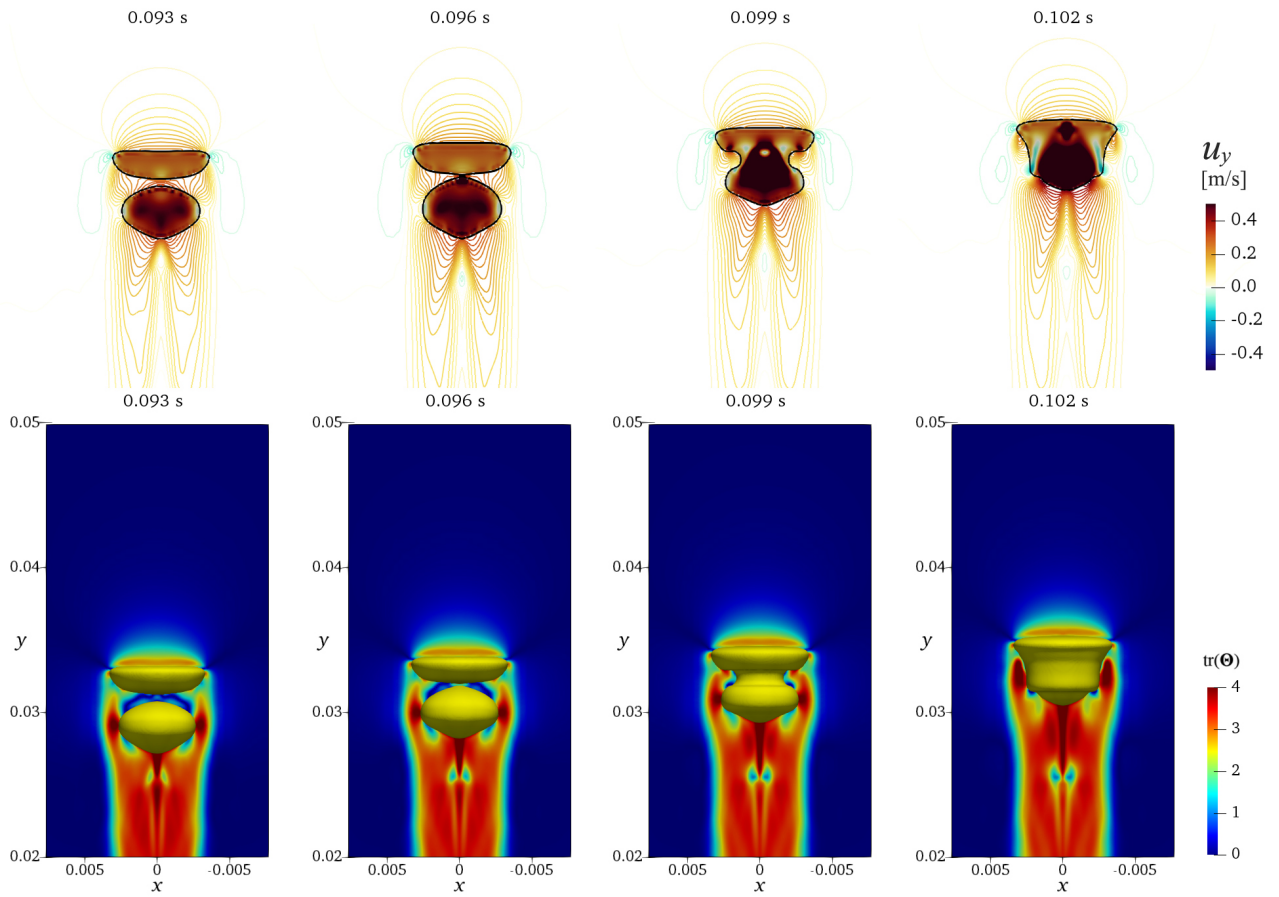 0.093 s 0.096 s 0.099 s 0.102 s
u_y
[m/s]
0.4
0.2
0.0
-0.2
-0.4
0.093 s 0.096 s 0.099 s 0.102 s
0.05 0.05 0.05 0.05
0.04 0.04 0.04 0.04
y y y y
tr(Θ)
4
0.03 0.03 0.03 0.03
3
2
1
0.02 0.02 0.02 0.02
0
0.005 0 -0.005 0.005 0 -0.005 0.005 0 -0.005 0.005 0 -0.005
x x x x